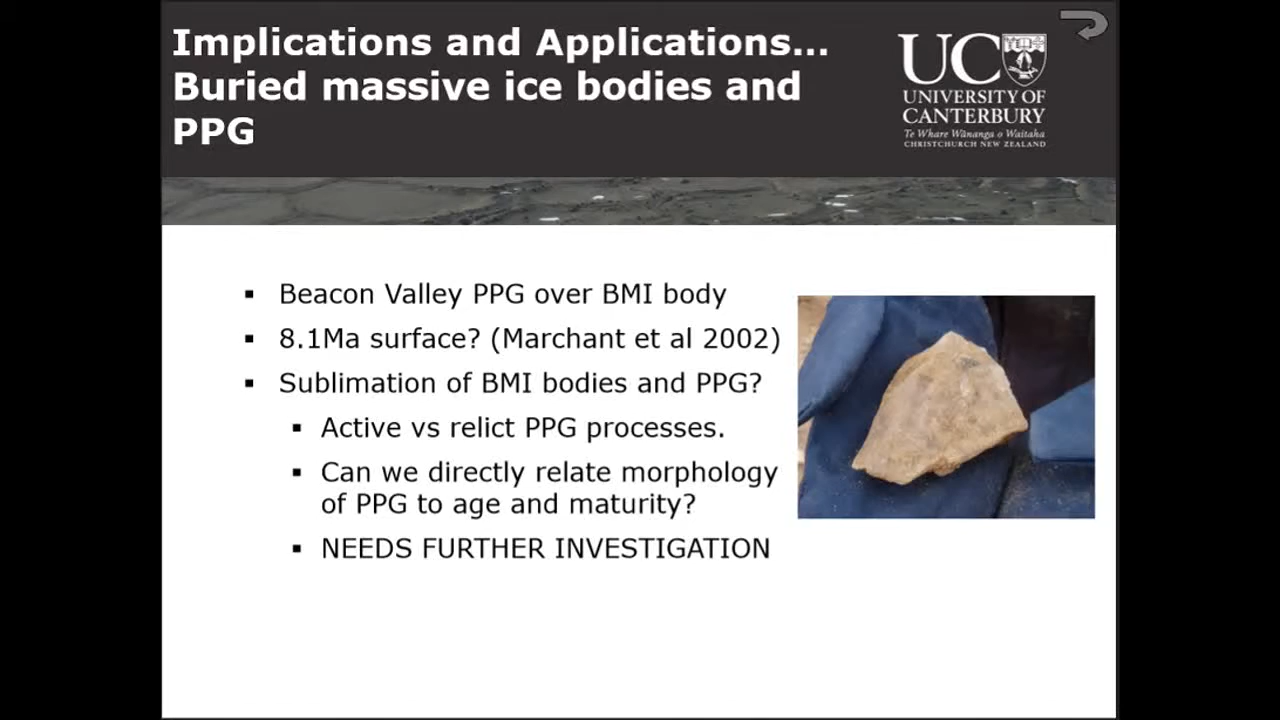 Implications and Applications...
Buried massive ice bodies and
PPG
UC
UNIVERSITY OF
CANTERBURY
Te Whare Wānanga o Waitaha
CHRISTCHURCH NEW ZEALAND
Beacon Valley PPG over BMI body
8.1Ma surface? (Marchant et al 2002)
Sublimation of BMI bodies and PPG?
Active vs relict PPG processes.
Can we directly relate morphology
of PPG to age and maturity?
NEEDS FURTHER INVESTIGATION